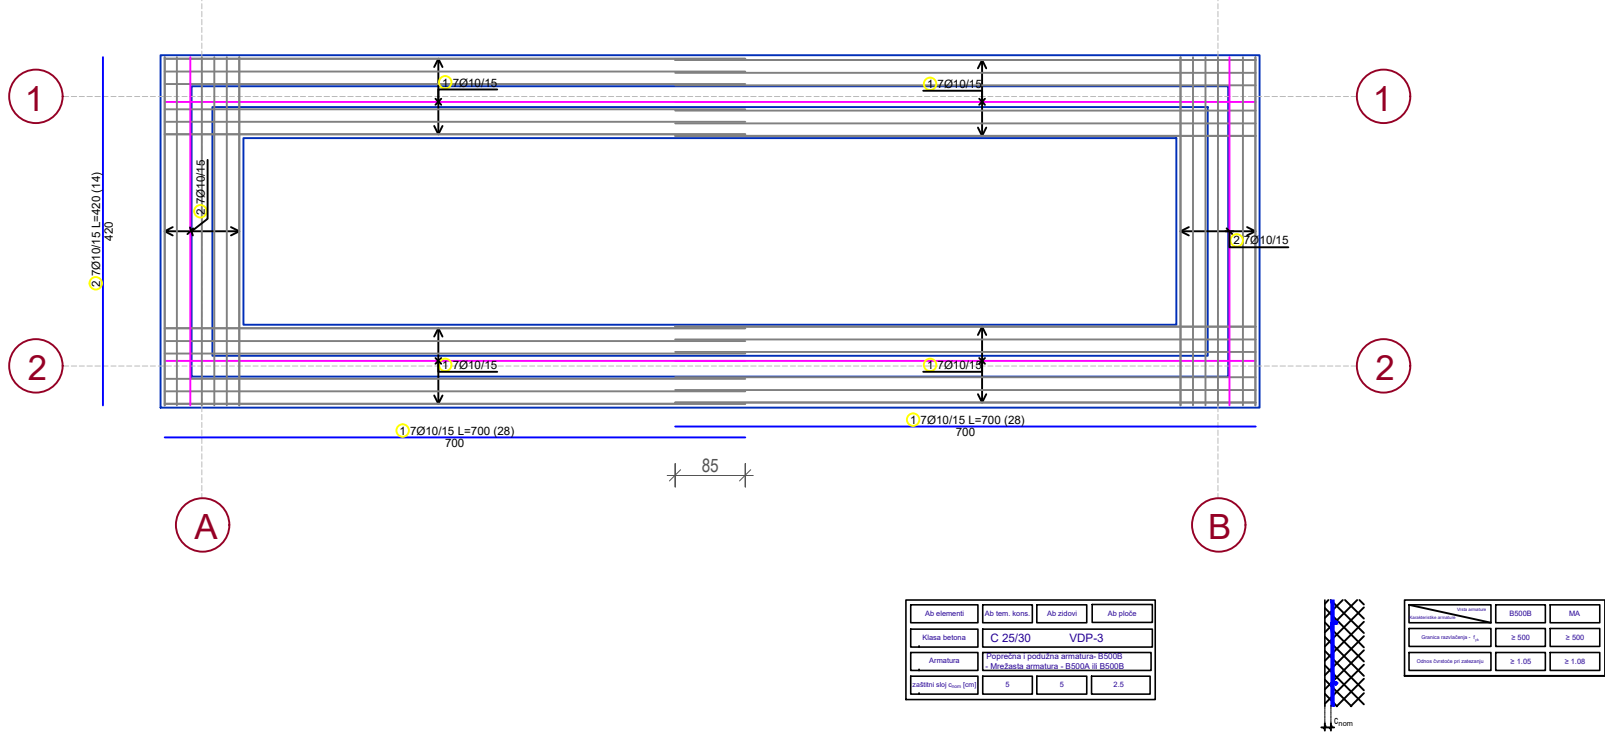 1 7Ø10/15
1 7Ø10/15
1
1
2 7Ø10/15
2 7Ø10/15 L=420 (14)
420
2 7Ø10/15
1 7Ø10/15
1 7Ø10/15
2
2
1 7Ø10/15 L=700 (28)
700
1 7Ø10/15 L=700 (28)
700
85
A
B
Ab elementi Ab tem. kons. Ab zidovi Ab ploče
Klasa betona C 25/30 VDP-3
Armatura Poprečna i podužna armatura- B500B
- Mrežasta armatura - B500A ili B500B
zaštitni sloj cnom [cm] 5 5 2.5
cnom
Vrsta armature
Karakteristike armature
B500B MA
Granica razvlačenja - fyk ≥ 500 ≥ 500
Odnos čvrstoće pri zatezanju ≥ 1.05 ≥ 1.08